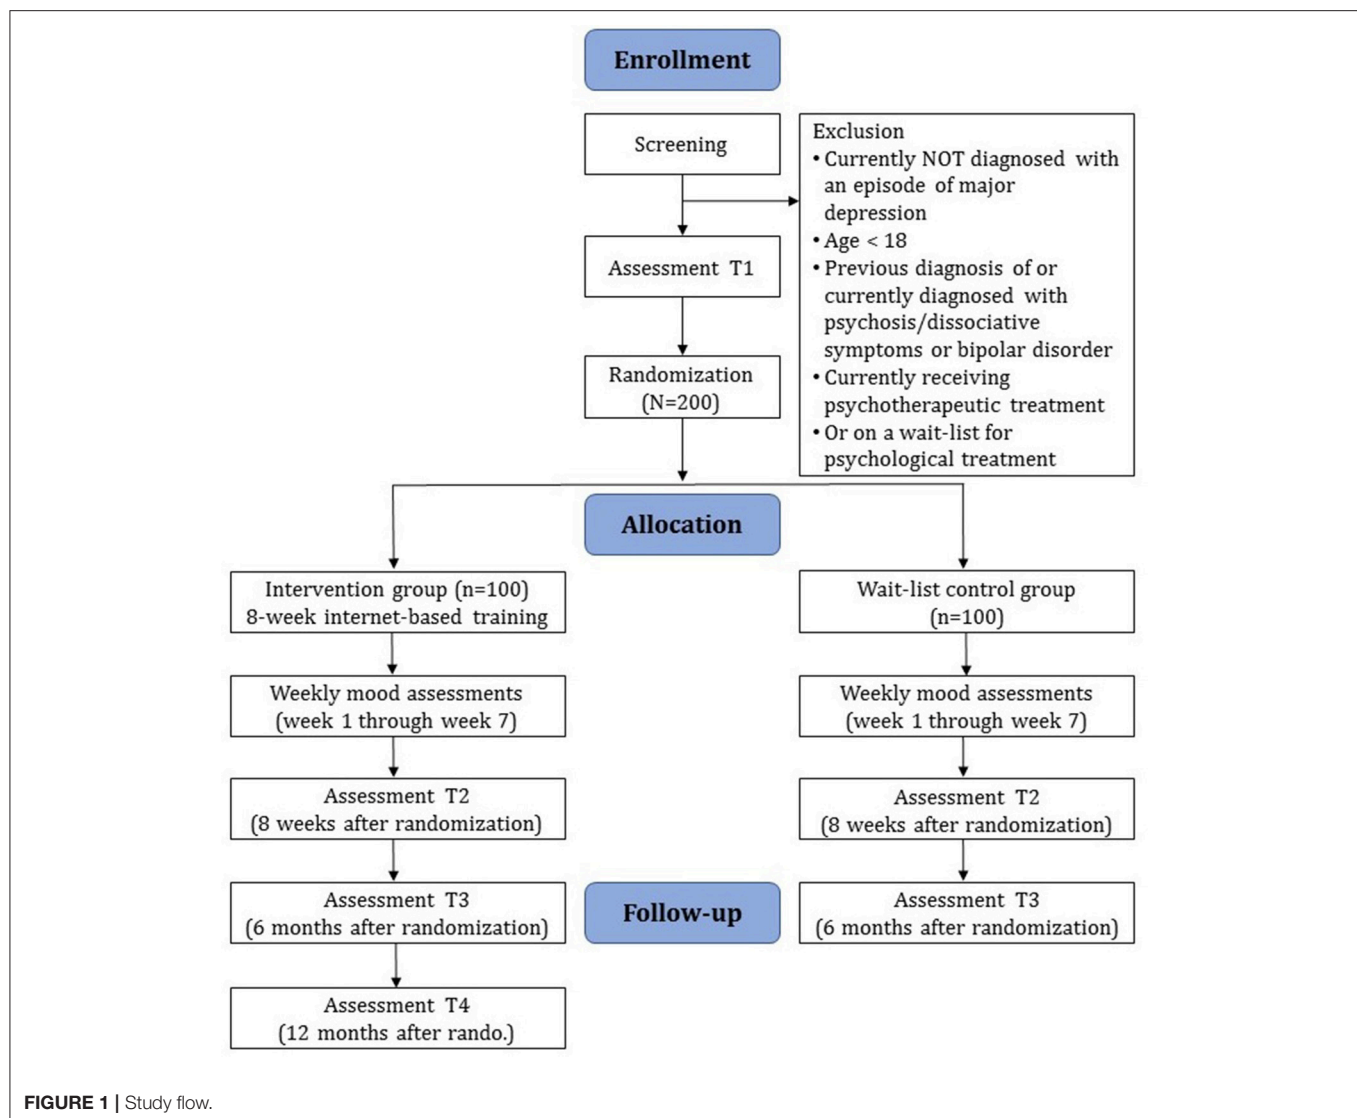 Enrollment
Screening
Exclusion
• Currently NOT diagnosed with
an episode of major
depression
• Age < 18
• Previous diagnosis of or
currently diagnosed with
psychosis/dissociative
symptoms or bipolar disorder
• Currently receiving
psychotherapeutic treatment
• Or on a wait-list for
psychological treatment
Assessment T1
Randomization
(N=200)
Allocation
Intervention group (n=100)
8-week internet-based training
Wait-list control group
(n=100)
Weekly mood assessments
(week 1 through week 7)
Weekly mood assessments
(week 1 through week 7)
Assessment T2
(8 weeks after randomization)
Assessment T2
(8 weeks after randomization)
Assessment T3
(6 months after randomization)
Follow-up
Assessment T3
(6 months after randomization)
Assessment T4
(12 months after rando.)
FIGURE 1 | Study flow.